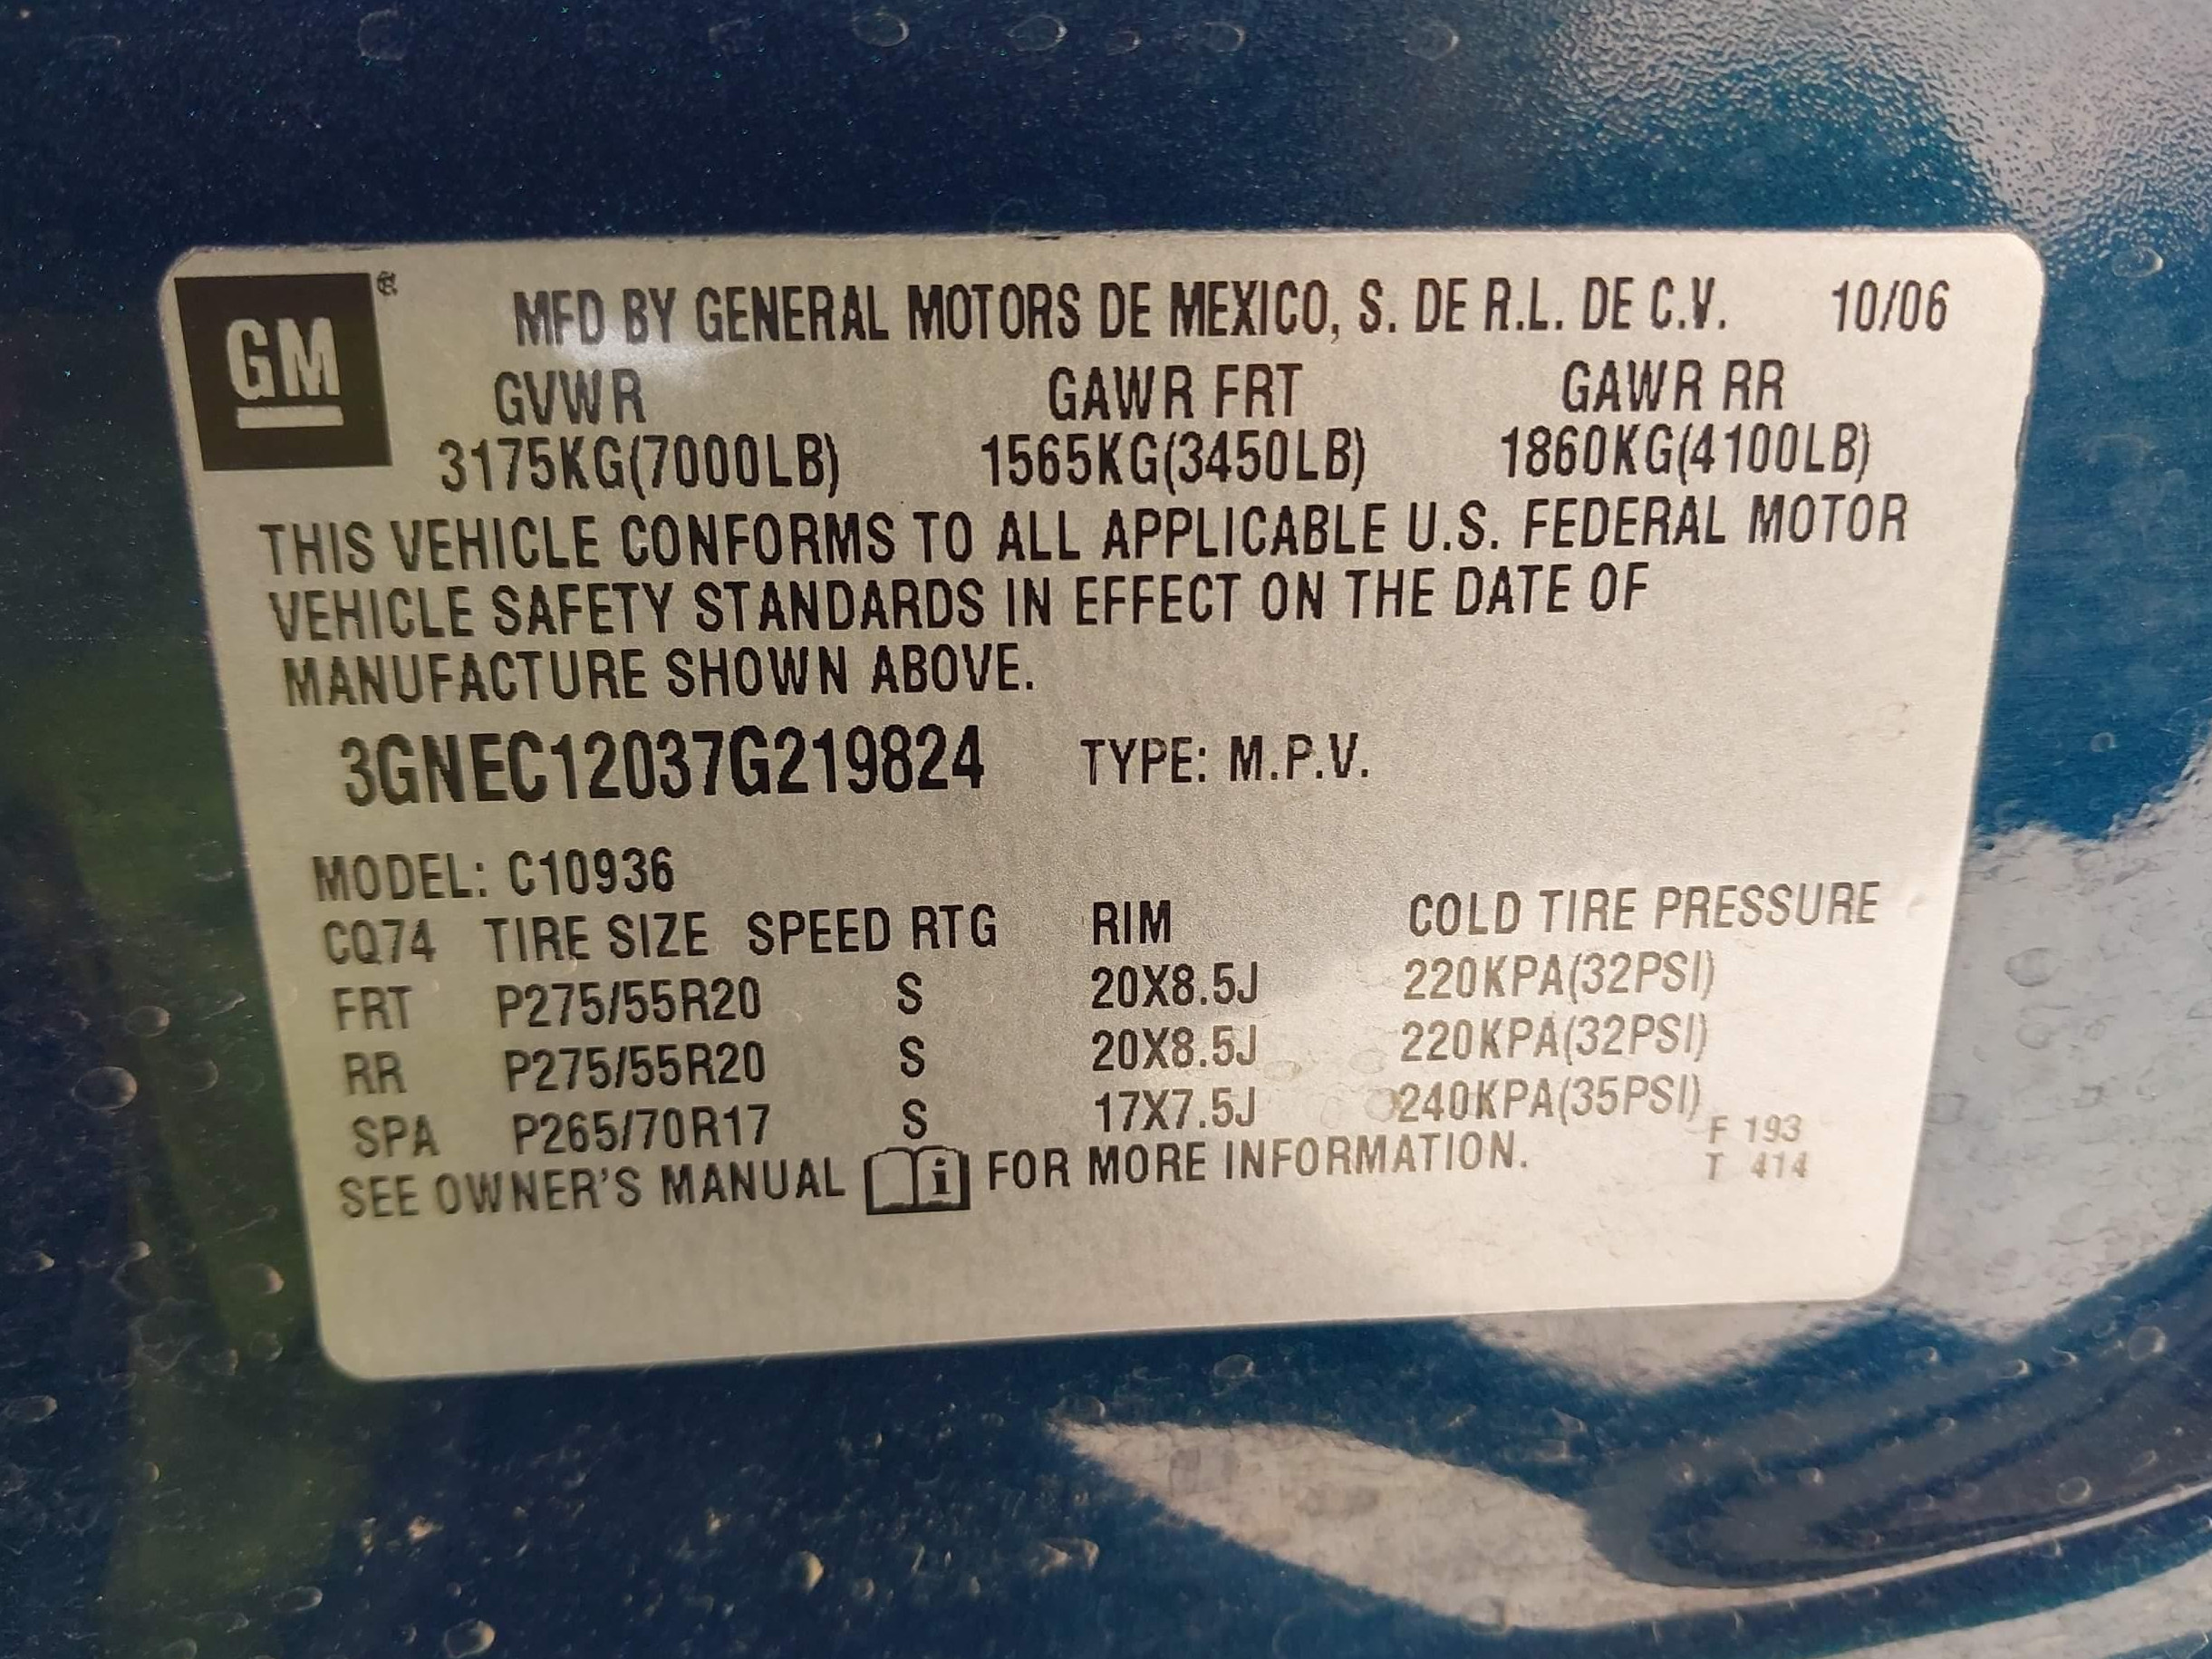 GM
MFD BY GENERAL MOTORS DE MEXICO, S. DE R.L. DE C.V. 10/06
GVWR GAWR FRT GAWR RR
3175KG(7000LB) 1565KG(3450LB) 1860KG(4100LB)
THIS VEHICLE CONFORMS TO ALL APPLICABLE U.S. FEDERAL MOTOR
VEHICLE SAFETY STANDARDS IN EFFECT ON THE DATE OF
MANUFACTURE SHOWN ABOVE.
3GNEC12037G219824 TYPE: M.P.V.
MODEL: C10936
CQ74 TIRE SIZE SPEED RTG RIM COLD TIRE PRESSURE
FRT P275/55R20 S 20X8.5J 220KPA(32PSI)
RR P275/55R20 S 20X8.5J 220KPA(32PSI)
SPA P265/70R17 S 17X7.5J 240KPA(35PSI)
F 193
SEE OWNER'S MANUAL i FOR MORE INFORMATION. T 414